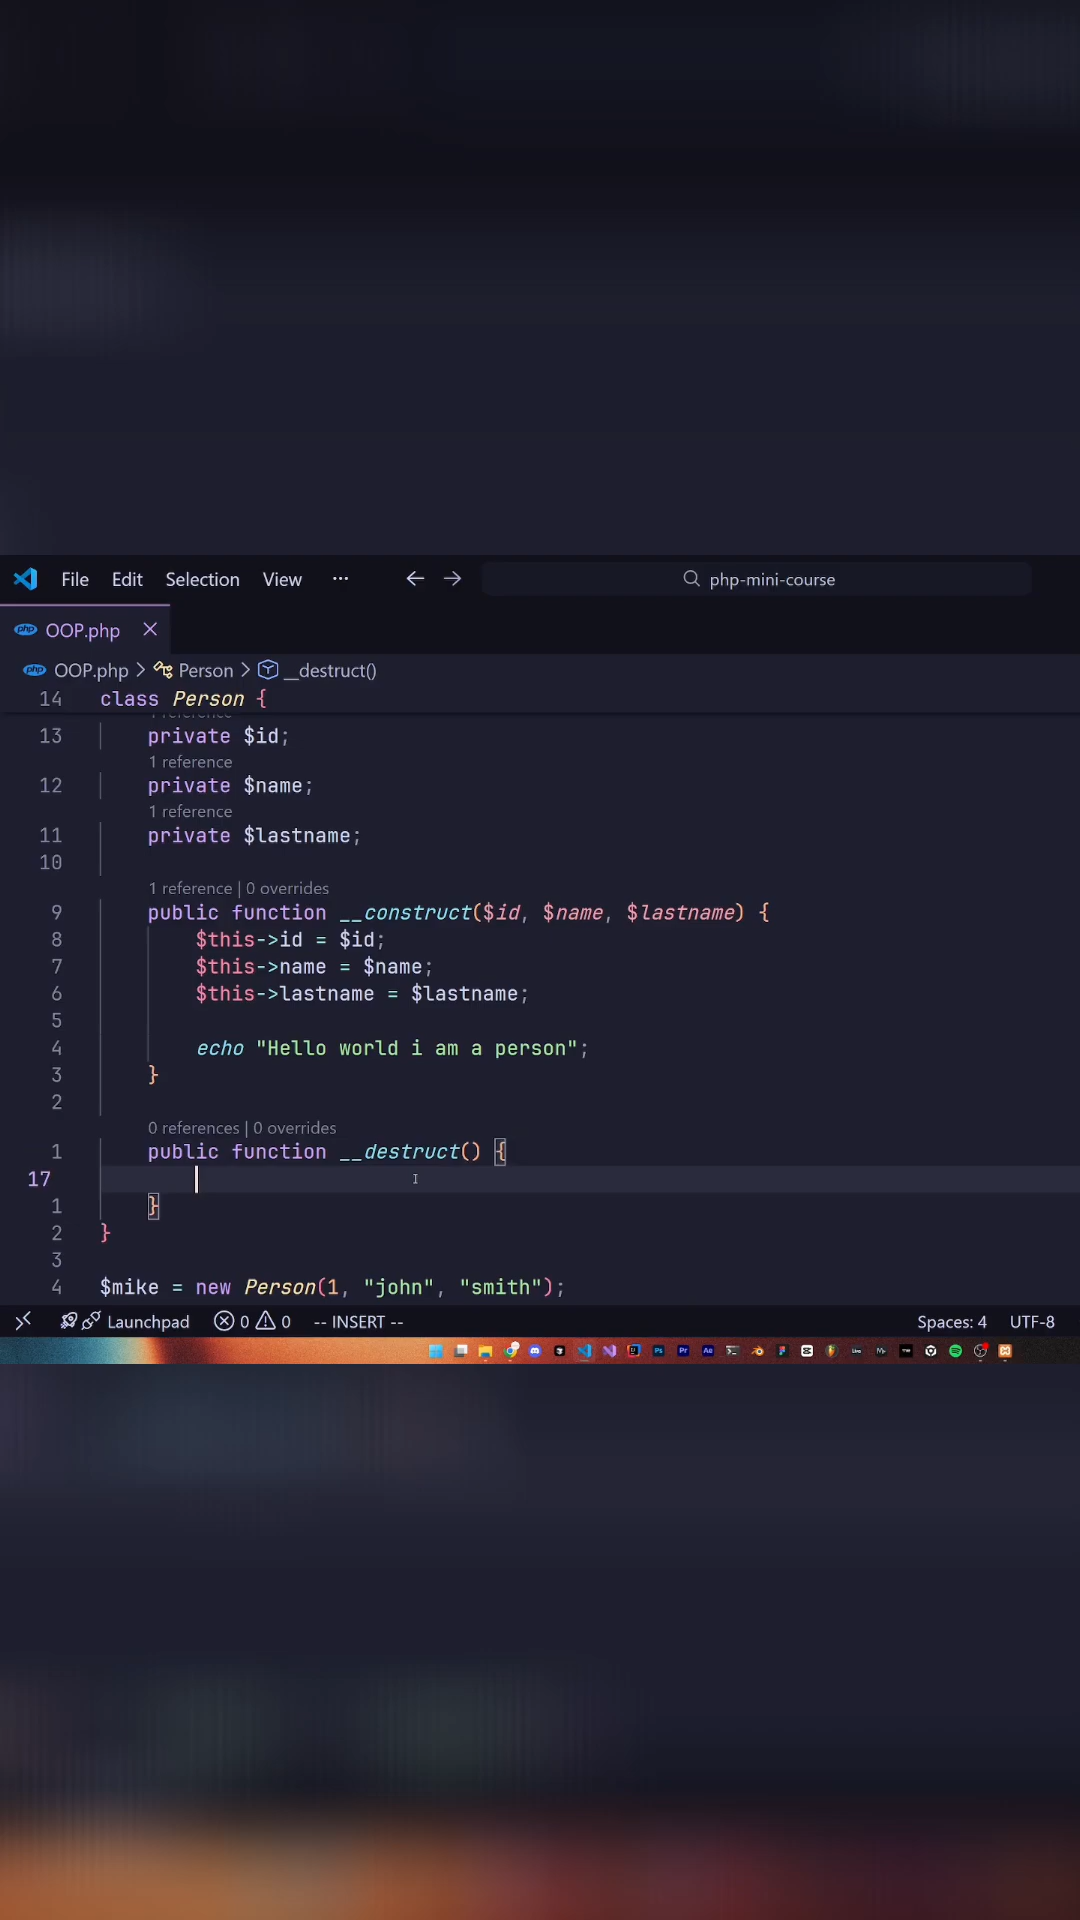 File Edit Selection View ··· php-mini-course
OOP.php
OOP.php > Person > __destruct()
14 class Person {
13 private $id;
1 reference
12 private $name;
1 reference
11 private $lastname;
10
1 reference | 0 overrides
9 public function __construct($id, $name, $lastname) {
8 $this->id = $id;
7 $this->name = $name;
6 $this->lastname = $lastname;
5
4 echo "Hello world i am a person";
3 }
2
0 references | 0 overrides
1 public function __destruct() {
17
1 }
2 }
3
4 $mike = new Person(1, "john", "smith");
Launchpad 0 0 -- INSERT -- Spaces: 4 UTF-8